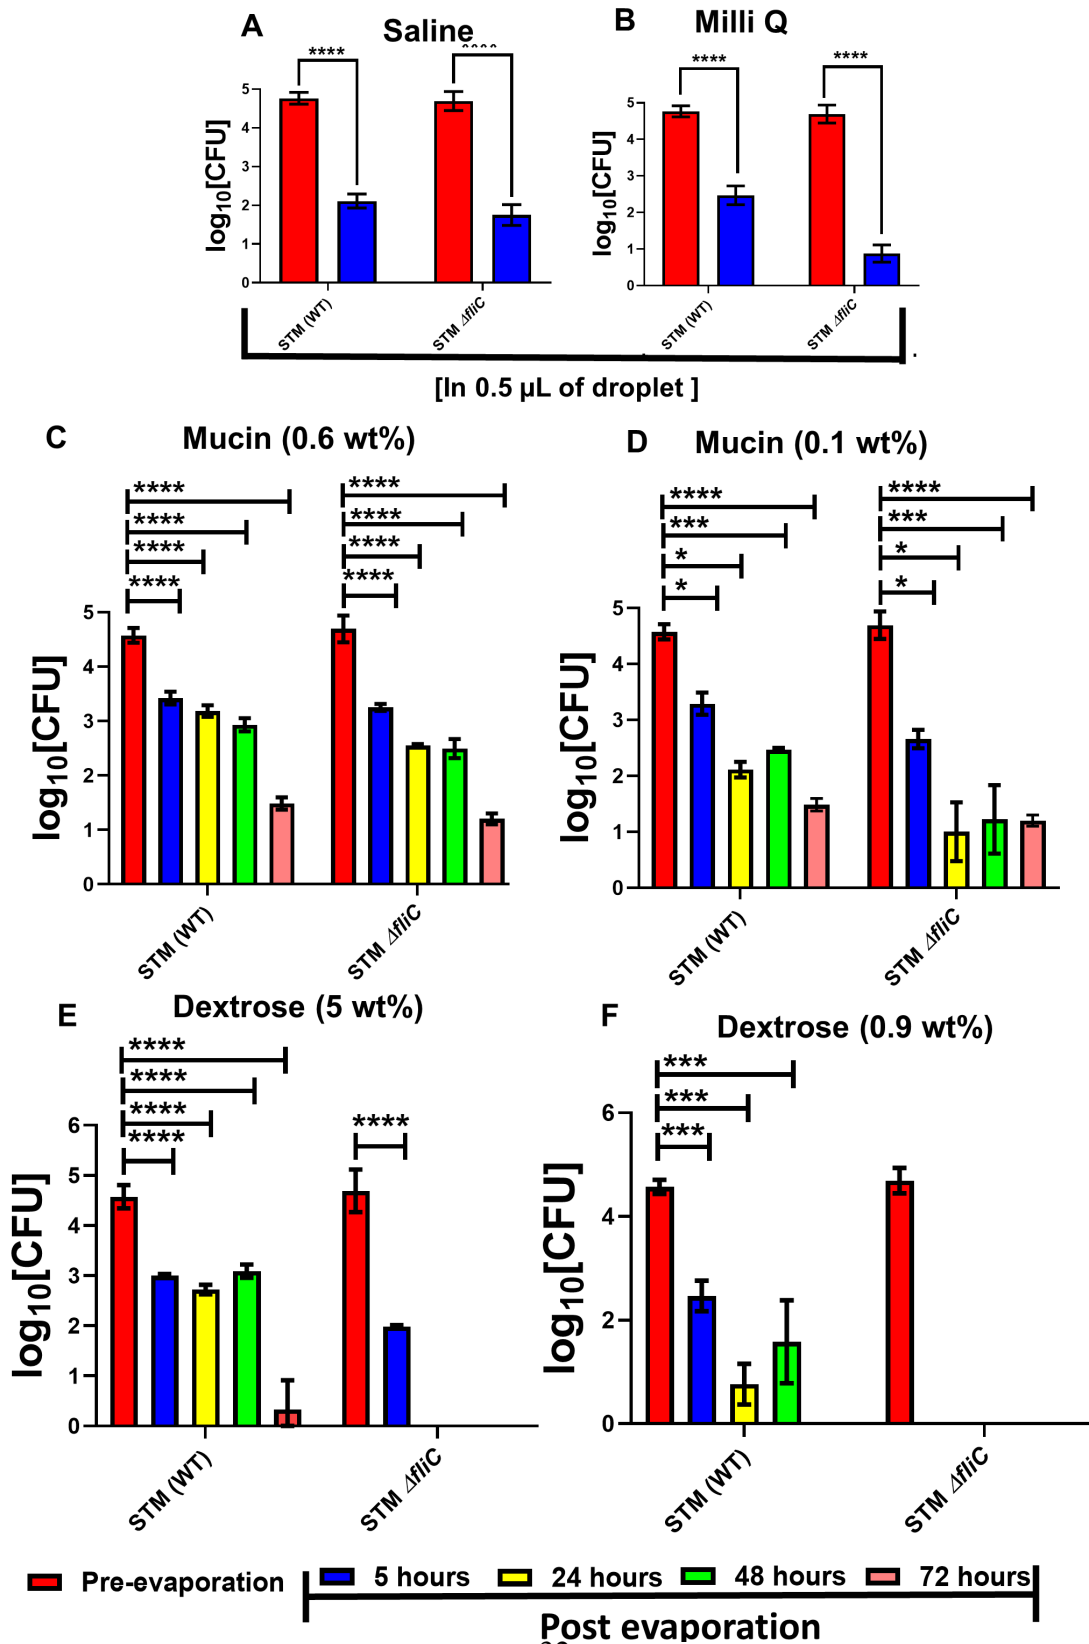 A
Saline
****
****
log10[CFU]
5
4
3
2
1
0
STM (WT)
STM ΔfliC
B
Milli Q
****
****
log10[CFU]
5
4
3
2
1
0
STM (WT)
STM ΔfliC
[In 0.5 µL of droplet ]
C
Mucin (0.6 wt%)
****
****
****
****
****
****
****
****
log10[CFU]
5
4
3
2
1
0
STM (WT)
STM ΔfliC
D
Mucin (0.1 wt%)
****
***
*
*
****
***
*
*
log10[CFU]
5
4
3
2
1
0
STM (WT)
STM ΔfliC
E
Dextrose (5 wt%)
****
****
****
****
****
log10[CFU]
6
5
4
3
2
1
0
STM (WT)
STM ΔfliC
F
Dextrose (0.9 wt%)
***
***
***
log10[CFU]
6
4
2
0
STM (WT)
STM ΔfliC
Pre-evaporation
5 hours
24 hours
48 hours
72 hours
Post evaporation